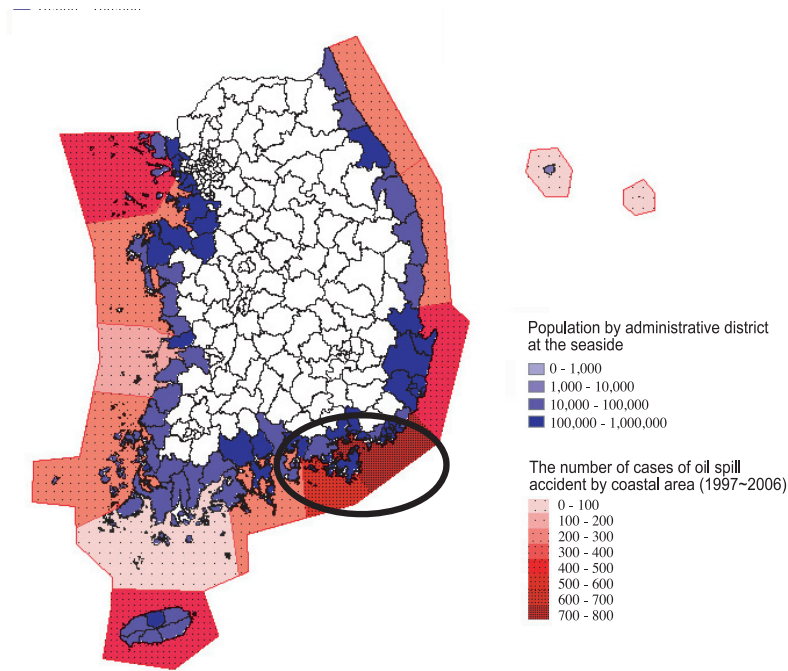 Population by administrative district
at the seaside
0 - 1,000
1,000 - 10,000
10,000 - 100,000
100,000 - 1,000,000
The number of cases of oil spill
accident by coastal area (1997~2006)
0 - 100
100 - 200
200 - 300
300 - 400
400 - 500
500 - 600
600 - 700
700 - 800